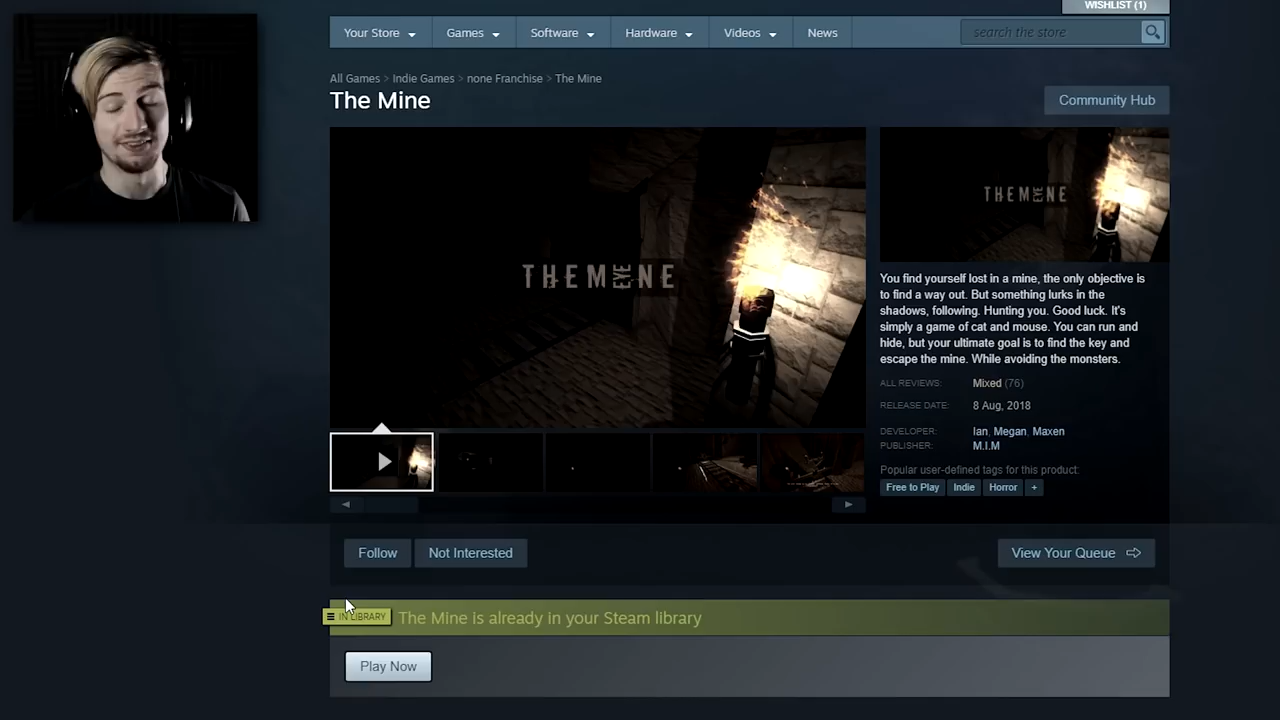 WISHLIST (1)
Your Store Games Software Hardware Videos News search the store
All Games > Indie Games > none Franchise > The Mine
The Mine
Community Hub
THE MEYENE
THE MEYENE
You find yourself lost in a mine, the only objective is
to find a way out. But something lurks in the
shadows, following. Hunting you. Good luck. It's
simply a game of cat and mouse. You can run and
hide, but your ultimate goal is to find the key and
escape the mine. While avoiding the monsters.
ALL REVIEWS: Mixed (76)
RELEASE DATE: 8 Aug, 2018
DEVELOPER: Ian, Megan, Maxen
PUBLISHER: M.I.M
Popular user-defined tags for this product:
Free to Play Indie Horror +
Follow Not Interested View Your Queue
IN LIBRARY The Mine is already in your Steam library
Play Now